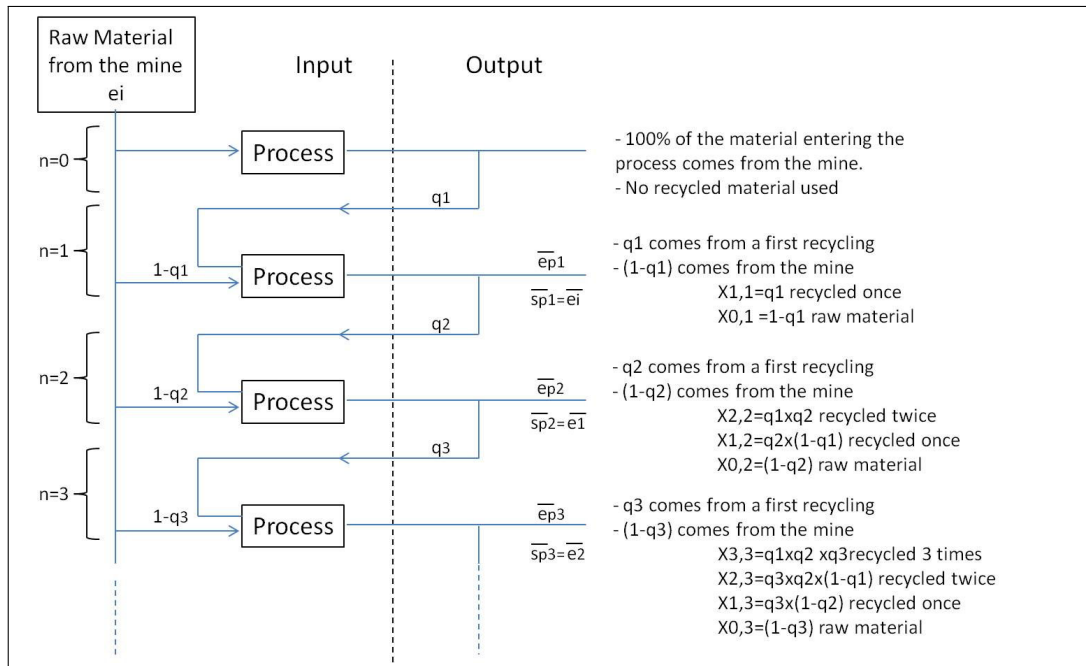 Raw Material
from the mine
ei
Input
Output
n=0
Process
- 100% of the material entering the
process comes from the mine.
- No recycled material used
q1
n=1
1-q1
Process
ep1
sp1=ei
- q1 comes from a first recycling
- (1-q1) comes from the mine
X1,1=q1 recycled once
X0,1 =1-q1 raw material
q2
n=2
1-q2
Process
ep2
sp2=e1
- q2 comes from a first recycling
- (1-q2) comes from the mine
X2,2=q1xq2 recycled twice
X1,2=q2x(1-q1) recycled once
X0,2=(1-q2) raw material
q3
n=3
1-q3
Process
ep3
sp3=e2
- q3 comes from a first recycling
- (1-q3) comes from the mine
X3,3=q1xq2 xq3recycled 3 times
X2,3=q3xq2x(1-q1) recycled twice
X1,3=q3x(1-q2) recycled once
X0,3=(1-q3) raw material